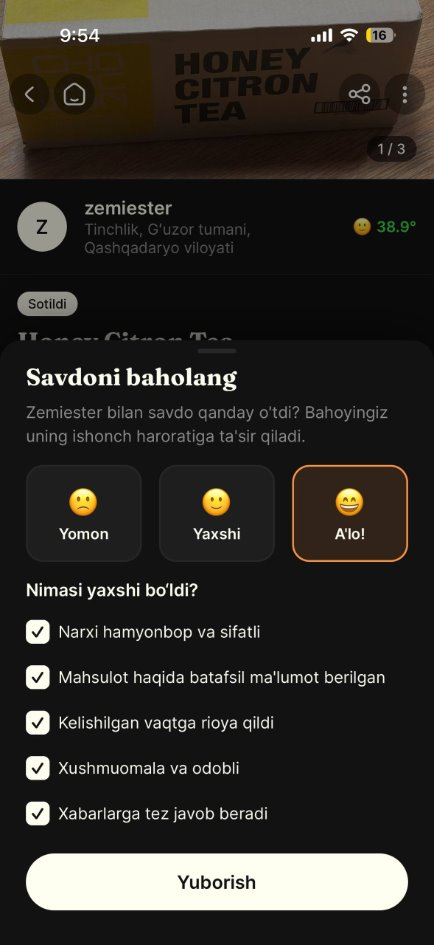 9:54
16
HONEY
CITRON
TEA
1 / 3
Z
zemiester
Tinchlik, G'uzor tumani,
Qashqadaryo viloyati
38.9°
Sotildi
Honey Citron Tea
Savdoni baholang
Zemiester bilan savdo qanday o'tdi? Bahoyingiz
uning ishonch haroratiga ta'sir qiladi.
Yomon
Yaxshi
A'lo!
Nimasi yaxshi bo‘ldi?
Narxi hamyonbop va sifatli
Mahsulot haqida batafsil ma'lumot berilgan
Kelishilgan vaqtga rioya qildi
Xushmuomala va odobli
Xabarlarga tez javob beradi
Yuborish